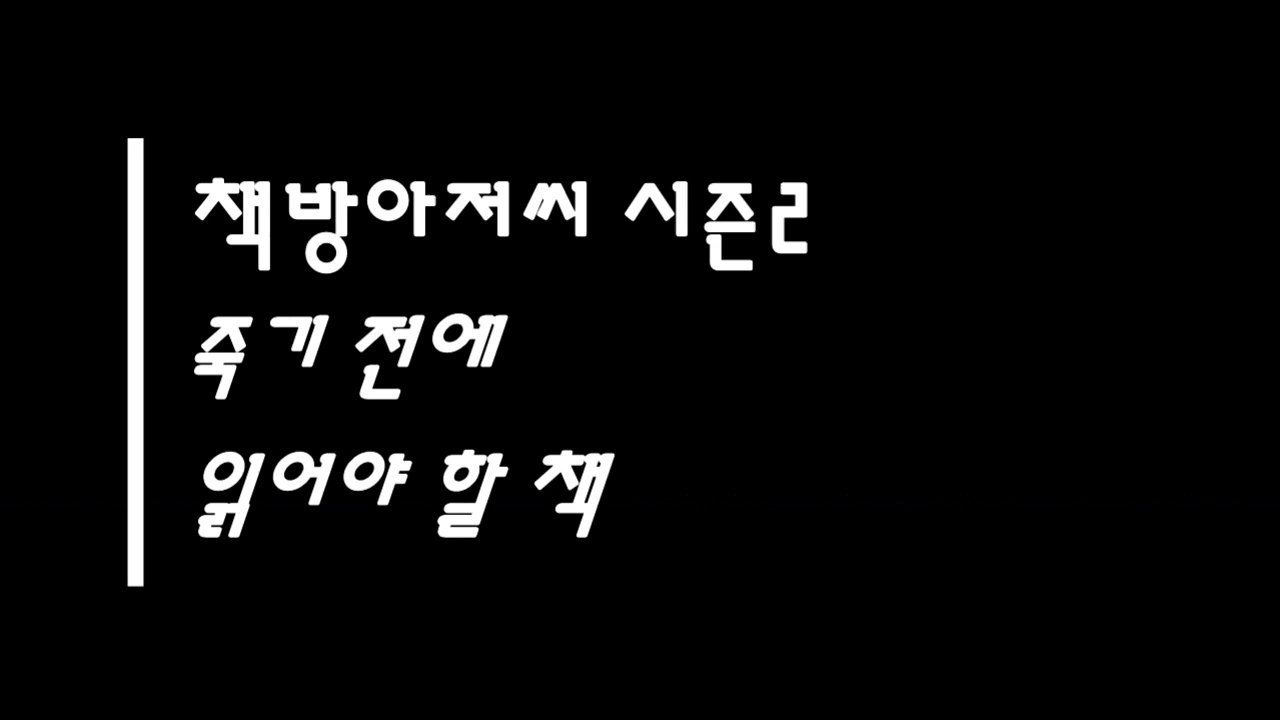 책방아저씨 시즌2
죽기 전에
읽어야 할 책